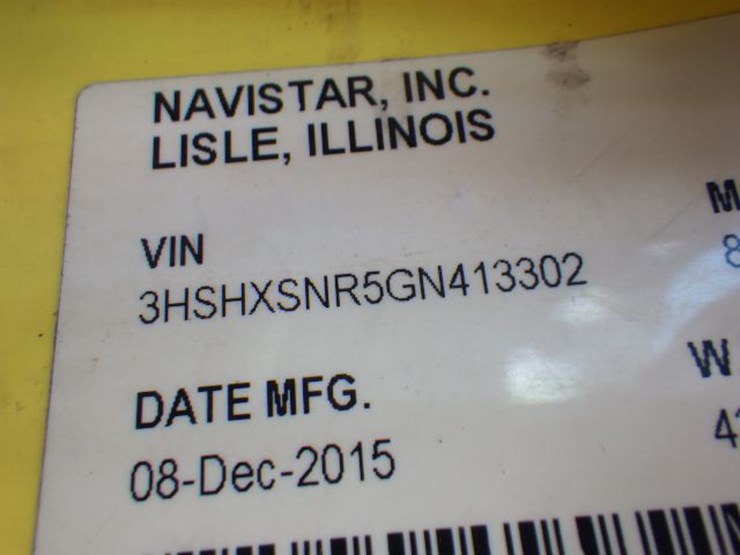 NAVISTAR, INC.
LISLE, ILLINOIS
VIN
3HSHXSNR5GN413302
DATE MFG.
08-Dec-2015